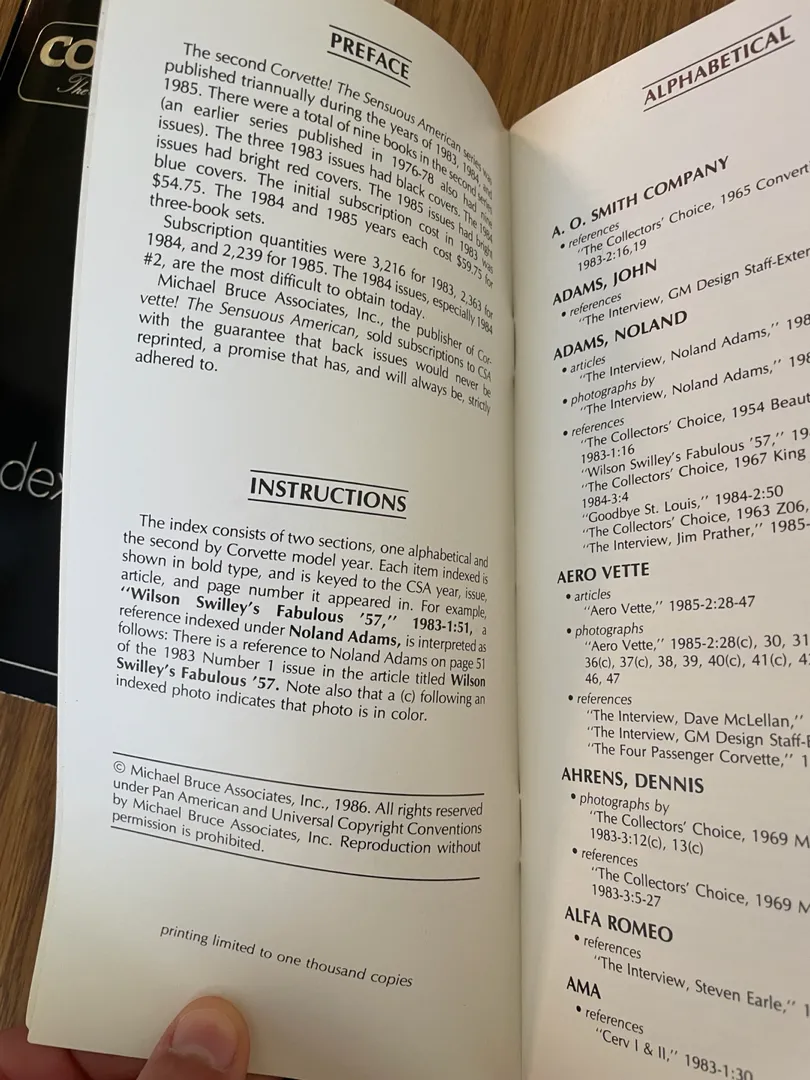 CO
The
dex
PREFACE
The second Corvette! The Sensuous American series was
published triannually during the years of 1983, 1984, and
1985. There were a total of nine books in the second series
(an earlier series published in 1976-78 also had nine
issues). The three 1983 issues had black covers. The 1984
issues had bright red covers. The 1985 issues had bright
blue covers. The initial subscription cost in 1983 was
$54.75. The 1984 and 1985 years each cost $59.75 for
three-book sets.
Subscription quantities were 3,216 for 1983, 2,363 for
1984, and 2,239 for 1985. The 1984 issues, especially 1984
#2, are the most difficult to obtain today.
Michael Bruce Associates, Inc., the publisher of Cor-
vette! The Sensuous American, sold subscriptions to CSA
with the guarantee that back issues would never be
reprinted, a promise that has, and will always be, strictly
adhered to.
INSTRUCTIONS
The index consists of two sections, one alphabetical and
the second by Corvette model year. Each item indexed is
shown in bold type, and is keyed to the CSA year, issue,
article, and page number it appeared in. For example,
“Wilson Swilley's Fabulous '57,” 1983-1:51, a
reference indexed under Noland Adams, is interpreted as
follows: There is a reference to Noland Adams on page 51
of the 1983 Number 1 issue in the article titled Wilson
Swilley's Fabulous '57. Note also that a (c) following an
indexed photo indicates that photo is in color.
© Michael Bruce Associates, Inc., 1986. All rights reserved
under Pan American and Universal Copyright Conventions
by Michael Bruce Associates, Inc. Reproduction without
permission is prohibited.
printing limited to one thousand copies
ALPHABETICAL
A. O. SMITH COMPANY
• references
“The Collectors' Choice, 1965 Convert
1983-2:16,19
ADAMS, JOHN
• references
“The Interview, GM Design Staff-Exter
ADAMS, NOLAND
• articles
“The Interview, Noland Adams,” 198
• photographs by
“The Interview, Noland Adams,” 198
• references
“The Collectors' Choice, 1954 Beaut
1983-1:16
“Wilson Swilley's Fabulous '57,” 19
“The Collectors' Choice, 1967 King
1984-3:4
“Goodbye St. Louis,” 1984-2:50
“The Collectors' Choice, 1963 Z06,
“The Interview, Jim Prather,” 1985-
AERO VETTE
• articles
“Aero Vette,” 1985-2:28-47
• photographs
“Aero Vette,” 1985-2:28(c), 30, 31
36(c), 37(c), 38, 39, 40(c), 41(c), 4
46, 47
• references
“The Interview, Dave McLellan,”
“The Interview, GM Design Staff-E
“The Four Passenger Corvette,” 1
AHRENS, DENNIS
• photographs by
“The Collectors' Choice, 1969 M
1983-3:12(c), 13(c)
• references
“The Collectors' Choice, 1969 M
1983-3:5-27
ALFA ROMEO
• references
“The Interview, Steven Earle,” 1
AMA
• references
“Cerv I & II,” 1983-1:30